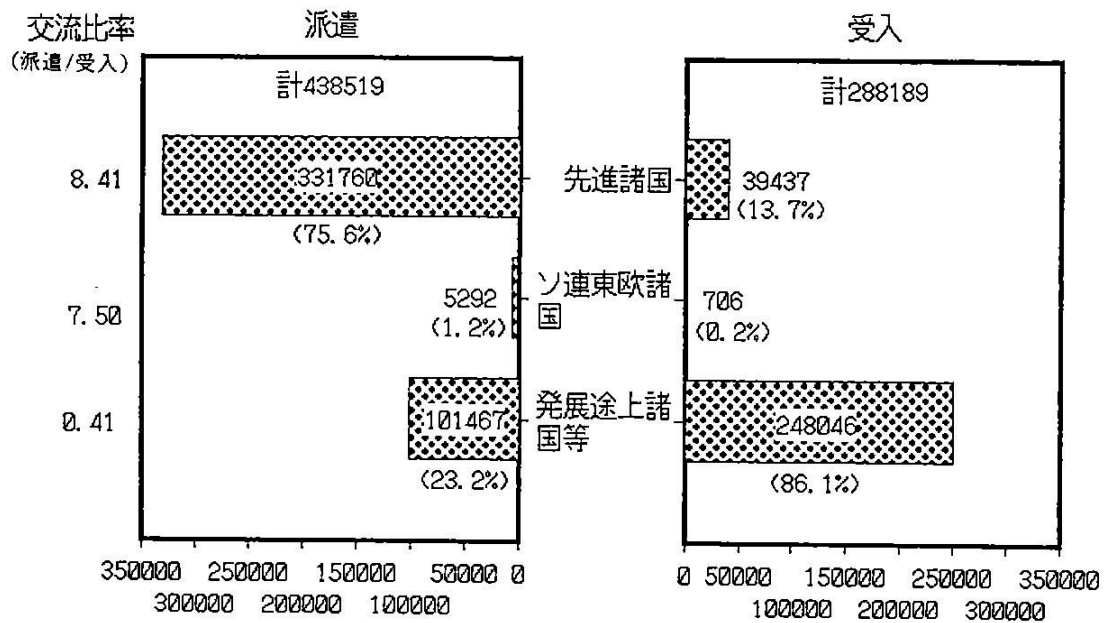 交流比率
(派遣/受入)
派遣
受入
計438519
計288189
8.41
331760
(75.6%)
先進諸国
39437
(13.7%)
7.50
5292
(1.2%)
ソ連東欧諸
国
706
(0.2%)
0.41
101467
(23.2%)
発展途上諸
国等
248046
(86.1%)
350000 250000 150000 50000 0
300000 200000 100000
0 50000 150000 250000 350000
100000 200000 300000